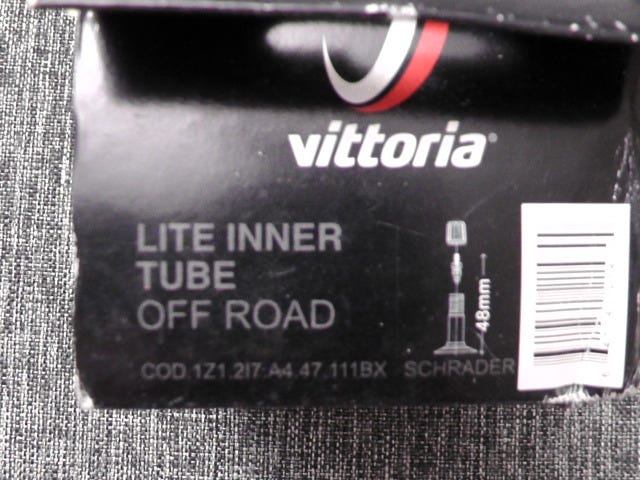 vittoria
LITE INNER
TUBE
OFF ROAD
48mm
COD.1Z1.2I7.A4.47.111BX SCHRADER